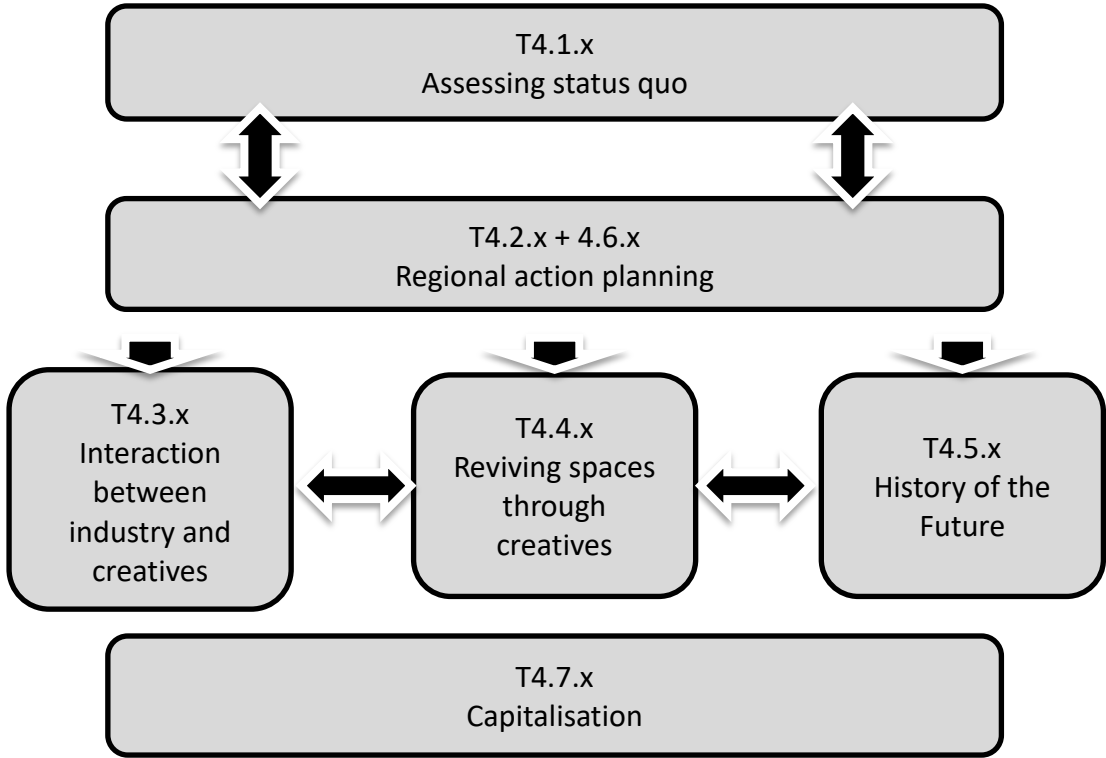 T4.1.x
Assessing status quo
T4.2.x + 4.6.x
Regional action planning
T4.3.x
Interaction
between
industry and
creatives
T4.4.x
Reviving spaces
through
creatives
T4.5.x
History of the
Future
T4.7.x
Capitalisation